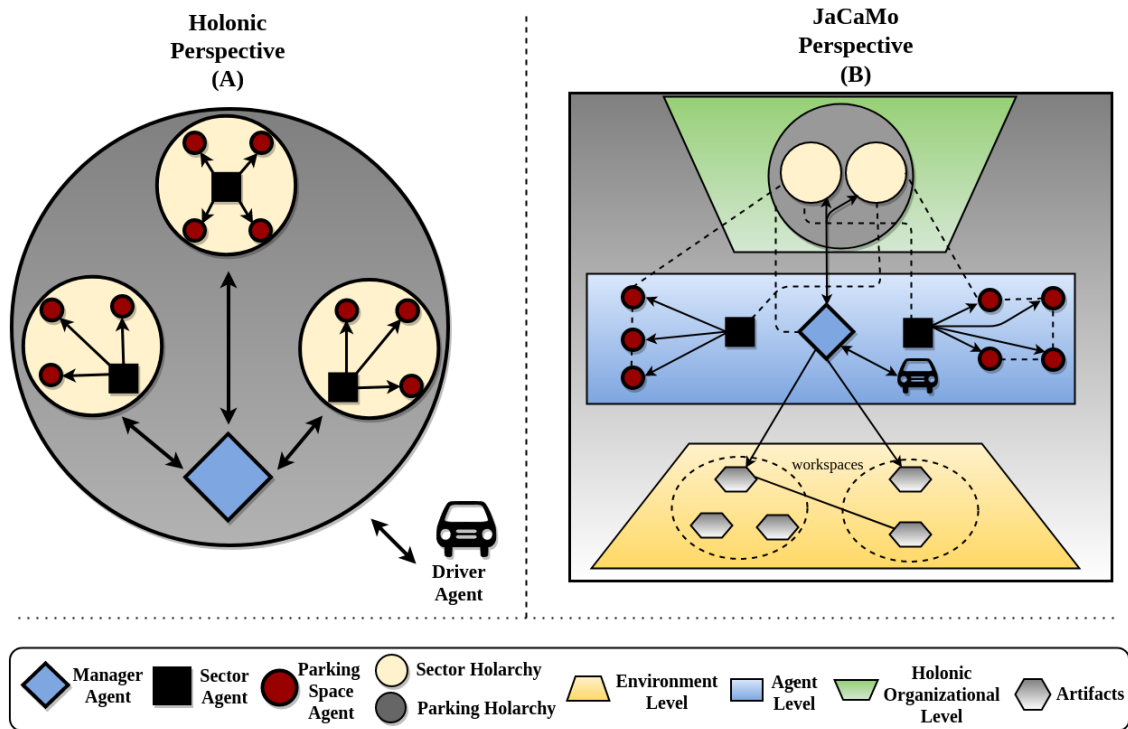 Holonic
Perspective
(A)
JaCaMo
Perspective
(B)
Driver
Agent
workspaces
Manager
Agent
Sector
Agent
Parking
Space
Agent
Sector Holarchy
Parking Holarchy
Environment
Level
Agent
Level
Holonic
Organizational
Level
Artifacts